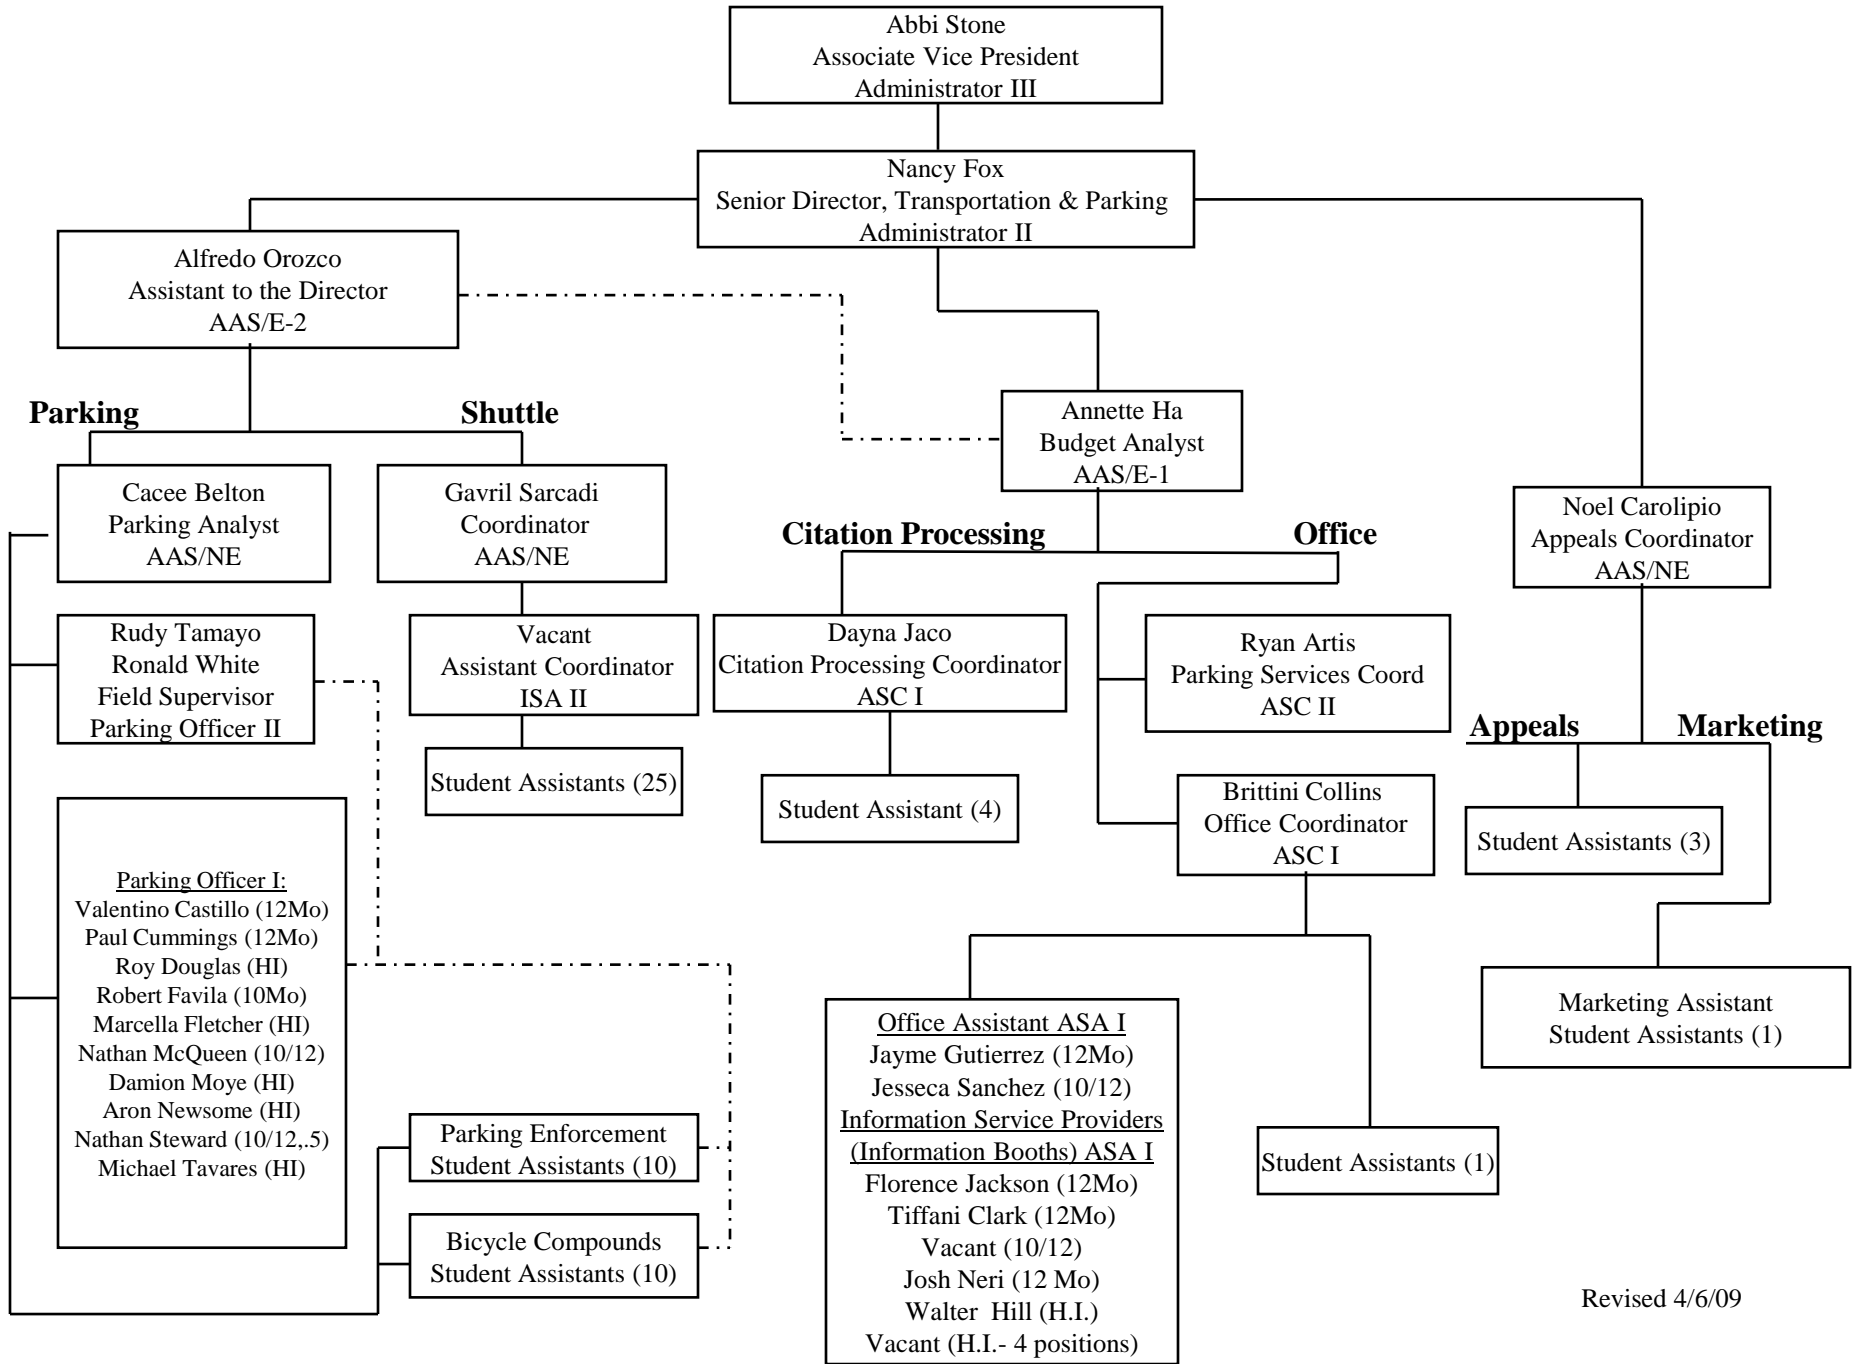 Abbi Stone
Associate Vice President
Administrator III
Nancy Fox
Senior Director, Transportation & Parking
Administrator II
Alfredo Orozco
Assistant to the Director
AAS/E-2
Annette Ha
Budget Analyst
AAS/E-1
Parking
Shuttle
Cacee Belton
Parking Analyst
AAS/NE
Gavril Sarcadi
Coordinator
AAS/NE
Noel Carolipio
Appeals Coordinator
AAS/NE
Citation Processing
Office
Rudy Tamayo
Ronald White
Field Supervisor
Parking Officer II
Vacant
Assistant Coordinator
ISA II
Student Assistants (25)
Dayna Jaco
Citation Processing Coordinator
ASC I
Student Assistant (4)
Ryan Artis
Parking Services Coord
ASC II
Brittini Collins
Office Coordinator
ASC I
Appeals
Marketing
Student Assistants (3)
Marketing Assistant
Student Assistants (1)
Parking Officer I:
Valentino Castillo (12Mo)
Paul Cummings (12Mo)
Roy Douglas (HI)
Robert Favila (10Mo)
Marcella Fletcher (HI)
Nathan McQueen (10/12)
Damion Moye (HI)
Aron Newsome (HI)
Nathan Steward (10/12,.5)
Michael Tavares (HI)
Parking Enforcement
Student Assistants (10)
Bicycle Compounds
Student Assistants (10)
Office Assistant ASA I
Jayme Gutierrez (12Mo)
Jesseca Sanchez (10/12)
Information Service Providers
(Information Booths) ASA I
Florence Jackson (12Mo)
Tiffani Clark (12Mo)
Vacant (10/12)
Josh Neri (12 Mo)
Walter Hill (H.I.)
Vacant (H.I.- 4 positions)
Student Assistants (1)
Revised 4/6/09